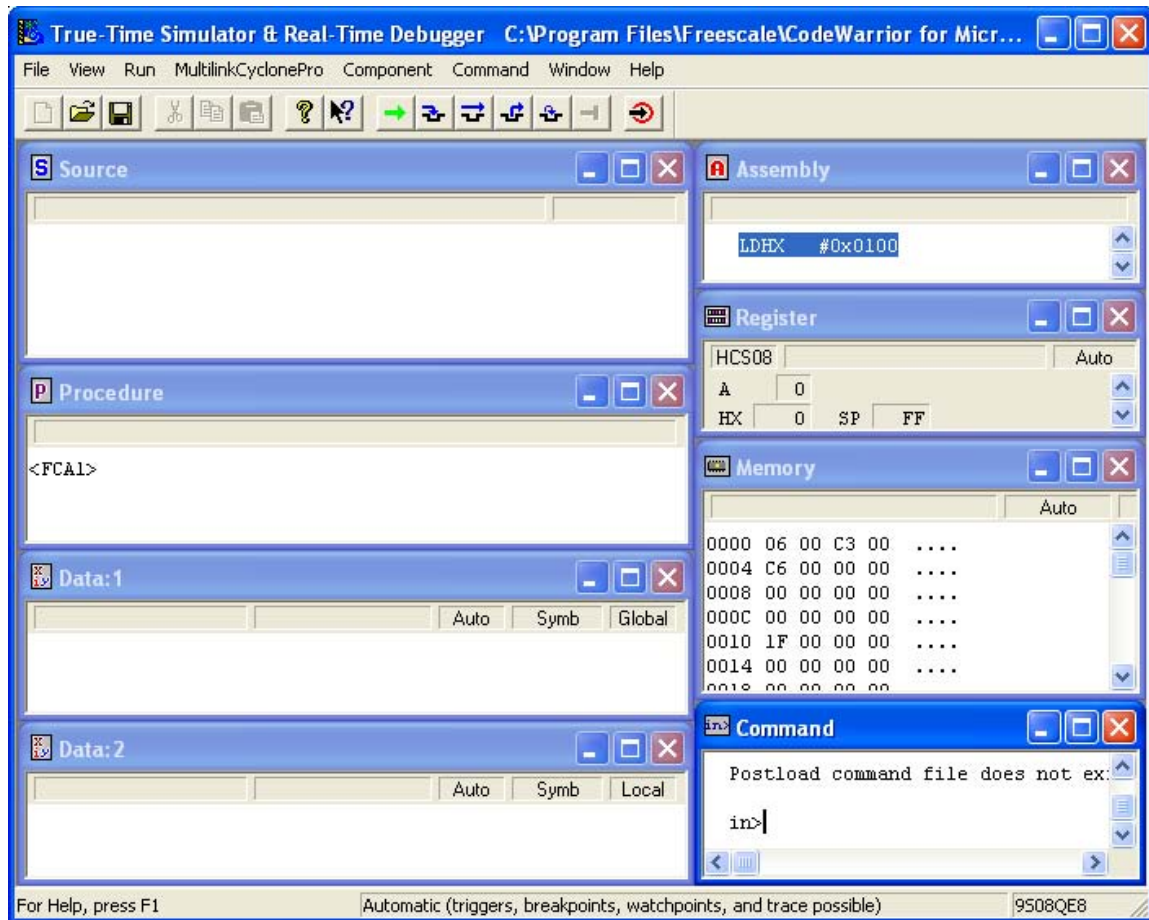 True-Time Simulator & Real-Time Debugger C:\Program Files\Freescale\CodeWarrior for Micr...
File View Run MultilinkCyclonePro Component Command Window Help
Source
Procedure
<FCA1>
Data:1
Auto Symb Global
Data:2
Auto Symb Local
Assembly
LDHX #0x0100
Register
HCS08 Auto
A 0
HX 0 SP FF
Memory
Auto
0000 06 00 C3 00 ....
0004 C6 00 00 00 ....
0008 00 00 00 00 ....
000C 00 00 00 00 ....
0010 1F 00 00 00 ....
0014 00 00 00 00 ....
0018 00 00 00 00
Command
Postload command file does not ex
in>
For Help, press F1 Automatic (triggers, breakpoints, watchpoints, and trace possible) 9S08QE8